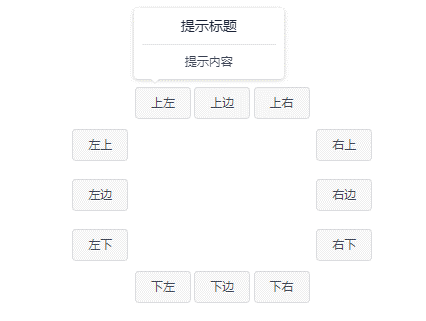 提示标题
提示内容
上左 上边 上右
左上 右上
左边 右边
左下 右下
下左 下边 下右